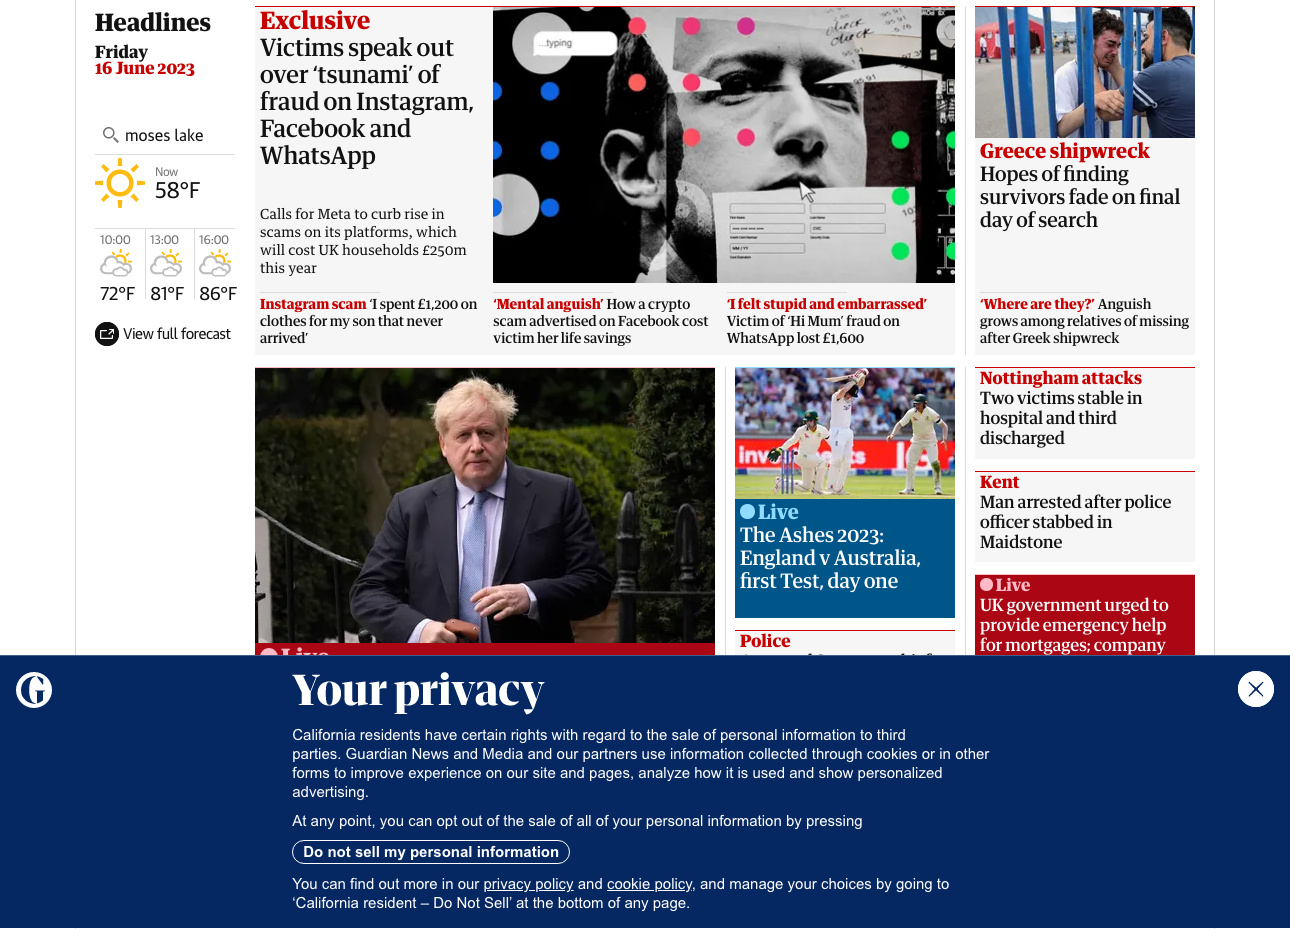 Headlines
Friday
16 June 2023
moses lake
Now
58°F
10:00
13:00
16:00
72°F
81°F
86°F
View full forecast
Exclusive
Victims speak out
over ‘tsunami’ of
fraud on Instagram,
Facebook and
WhatsApp
Calls for Meta to curb rise in
scams on its platforms, which
will cost UK households £250m
this year
...typing
check
Instagram scam ‘I spent £1,200 on
clothes for my son that never
arrived’
‘Mental anguish’ How a crypto
scam advertised on Facebook cost
victim her life savings
‘I felt stupid and embarrassed’
Victim of ‘Hi Mum’ fraud on
WhatsApp lost £1,600
Greece shipwreck
Hopes of finding
survivors fade on final
day of search
‘Where are they?’ Anguish
grows among relatives of missing
after Greek shipwreck
Live
Live
The Ashes 2023:
England v Australia,
first Test, day one
Police
Nottingham attacks
Two victims stable in
hospital and third
discharged
Kent
Man arrested after police
officer stabbed in
Maidstone
Live
UK government urged to
provide emergency help
for mortgages; company
Your privacy
California residents have certain rights with regard to the sale of personal information to third
parties. Guardian News and Media and our partners use information collected through cookies or in other
forms to improve experience on our site and pages, analyze how it is used and show personalized
advertising.
At any point, you can opt out of the sale of all of your personal information by pressing
Do not sell my personal information
You can find out more in our privacy policy and cookie policy, and manage your choices by going to
‘California resident – Do Not Sell’ at the bottom of any page.